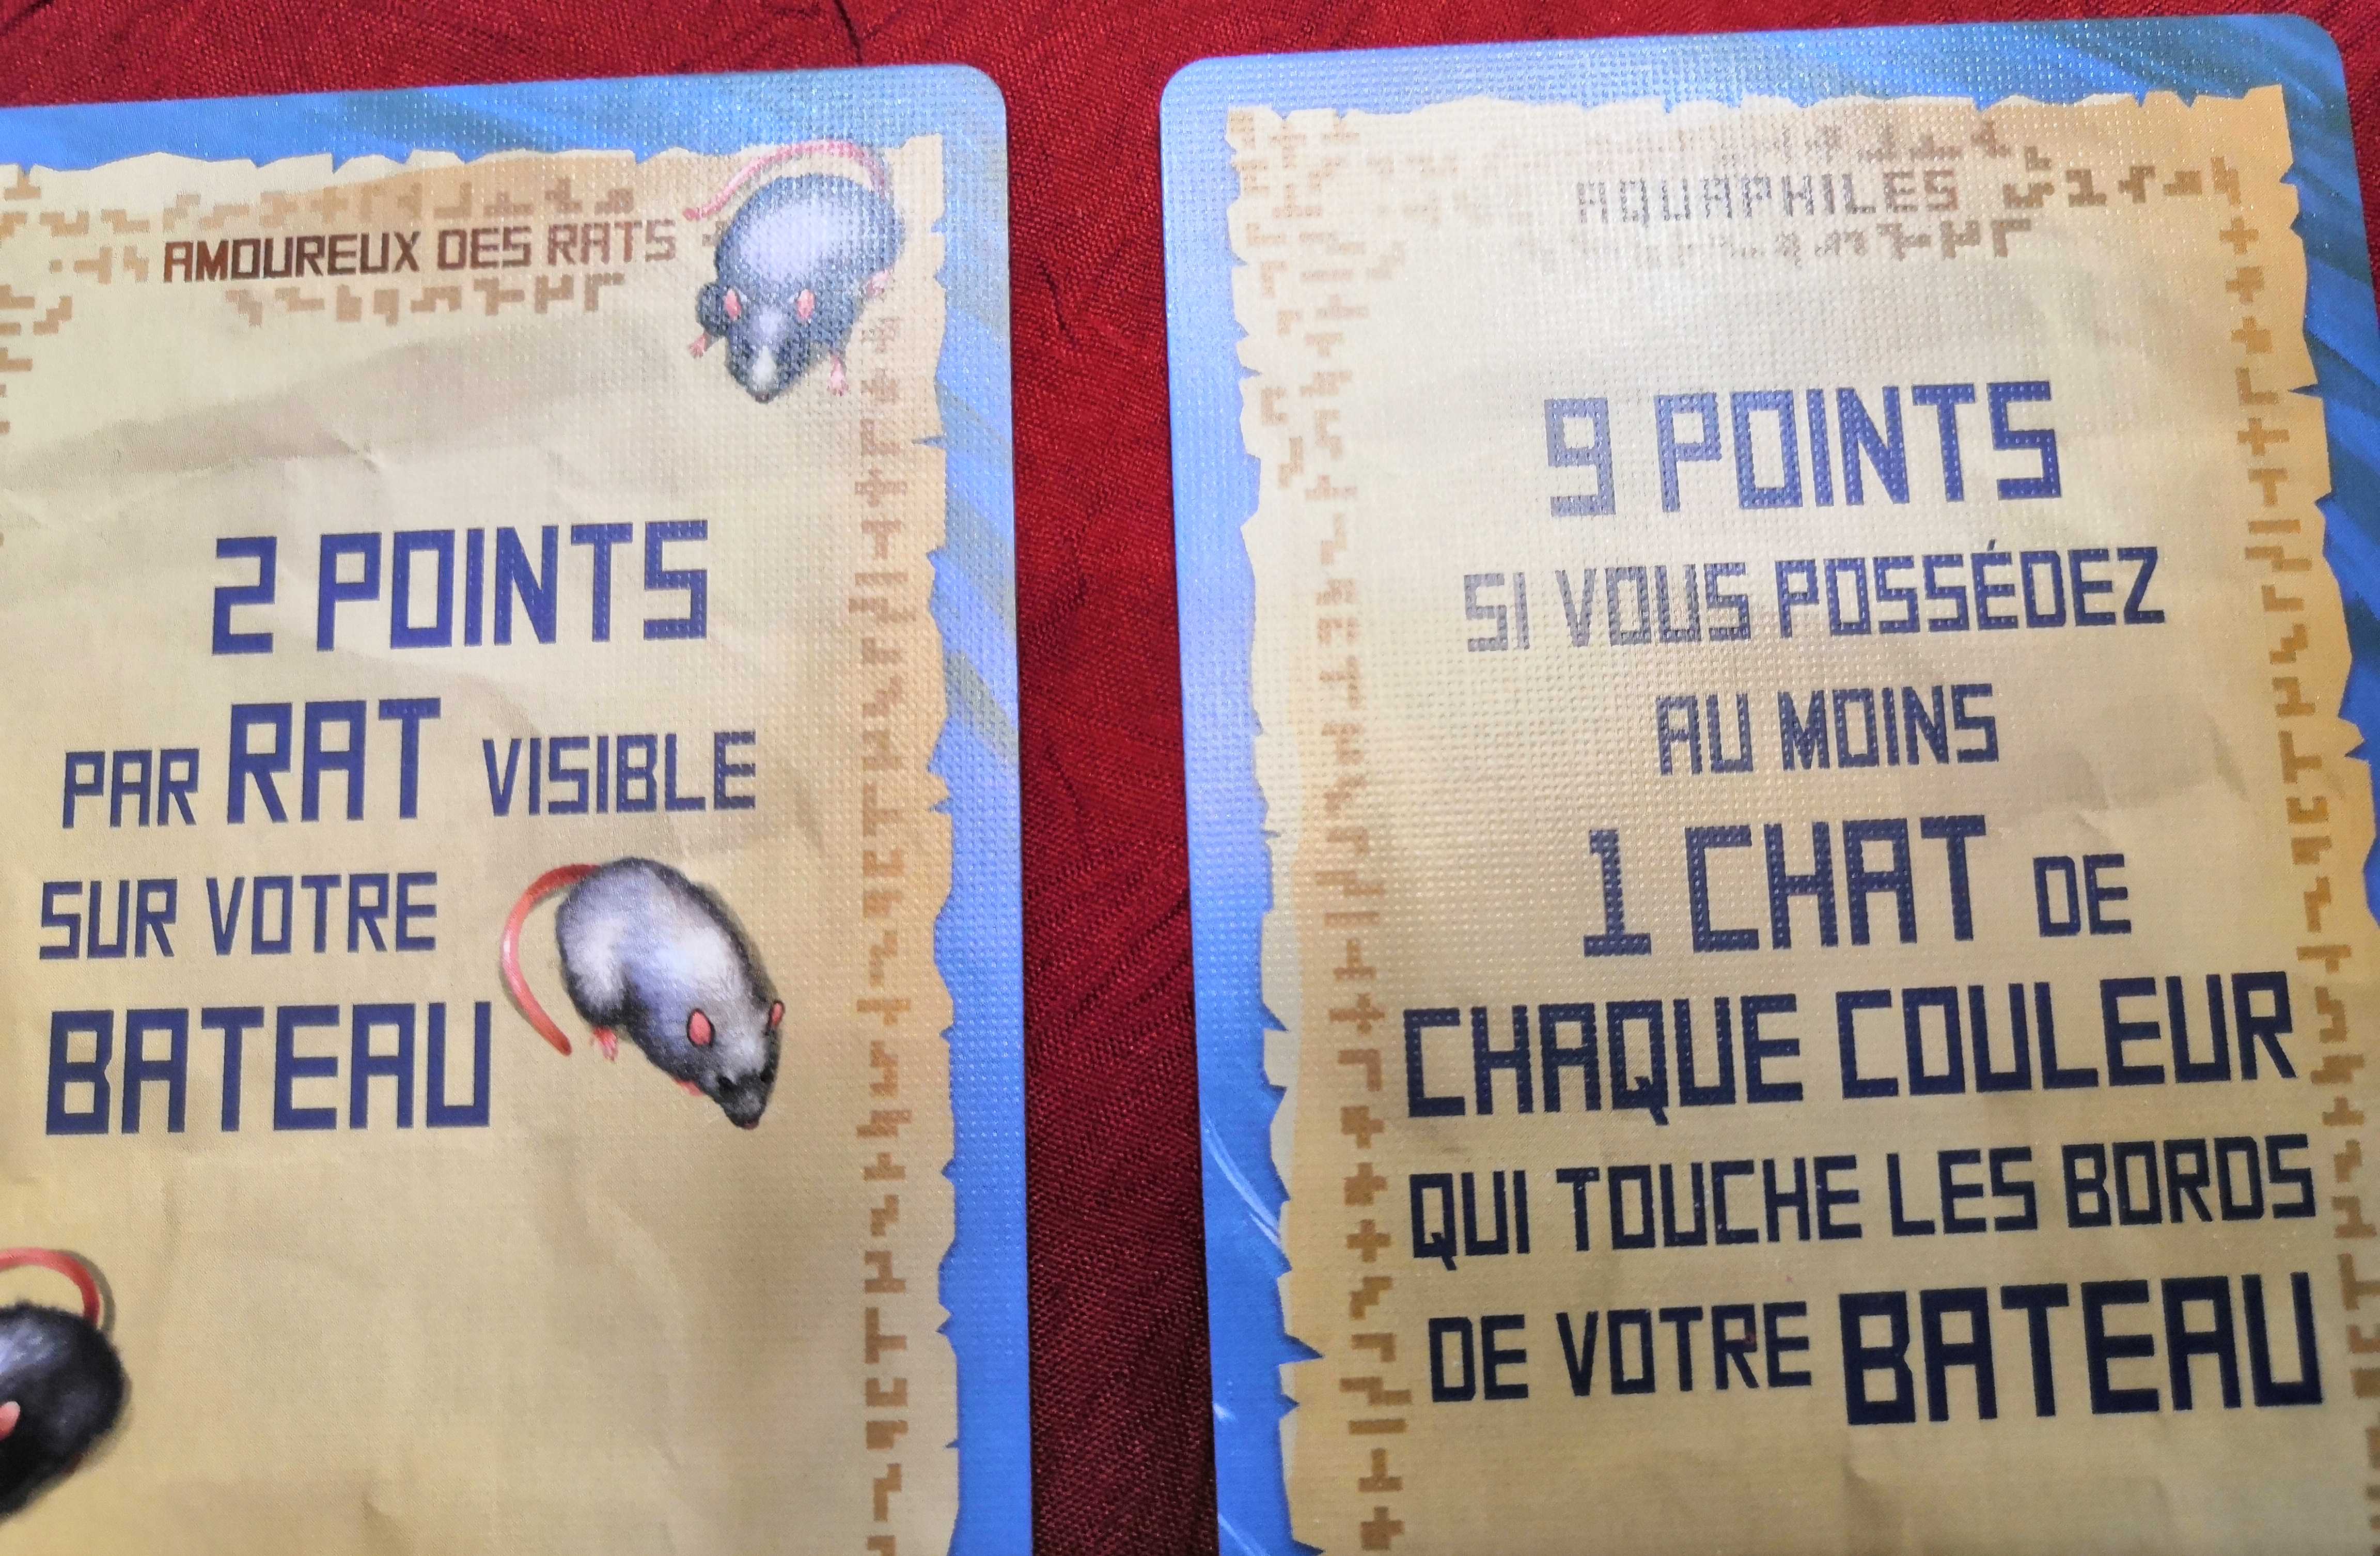 AMOUREUX DES RATS
2 POINTS
PAR RAT VISIBLE
SUR VOTRE
BATEAU
AQUAPHILES
9 POINTS
SI VOUS POSSÉDEZ
AU MOINS
1 CHAT DE
CHAQUE COULEUR
QUI TOUCHE LES BORDS
DE VOTRE BATEAU